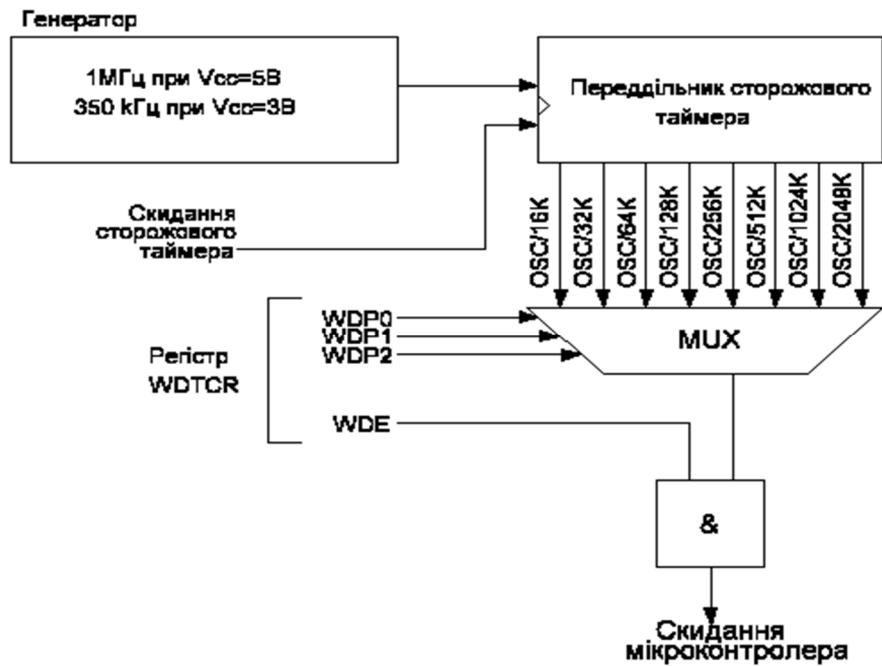 Генератор
1МГц при Vcc=5В
350 kГц при Vcc=3В
Переддільник сторожового
таймера
Скидання
сторожового
таймера
OSC/16K
OSC/32K
OSC/64K
OSC/128K
OSC/256K
OSC/512K
OSC/1024K
OSC/2048K
WDP0
WDP1
WDP2
MUX
Регістр
WDTCR
WDE
&
Скидання
мікроконтролера